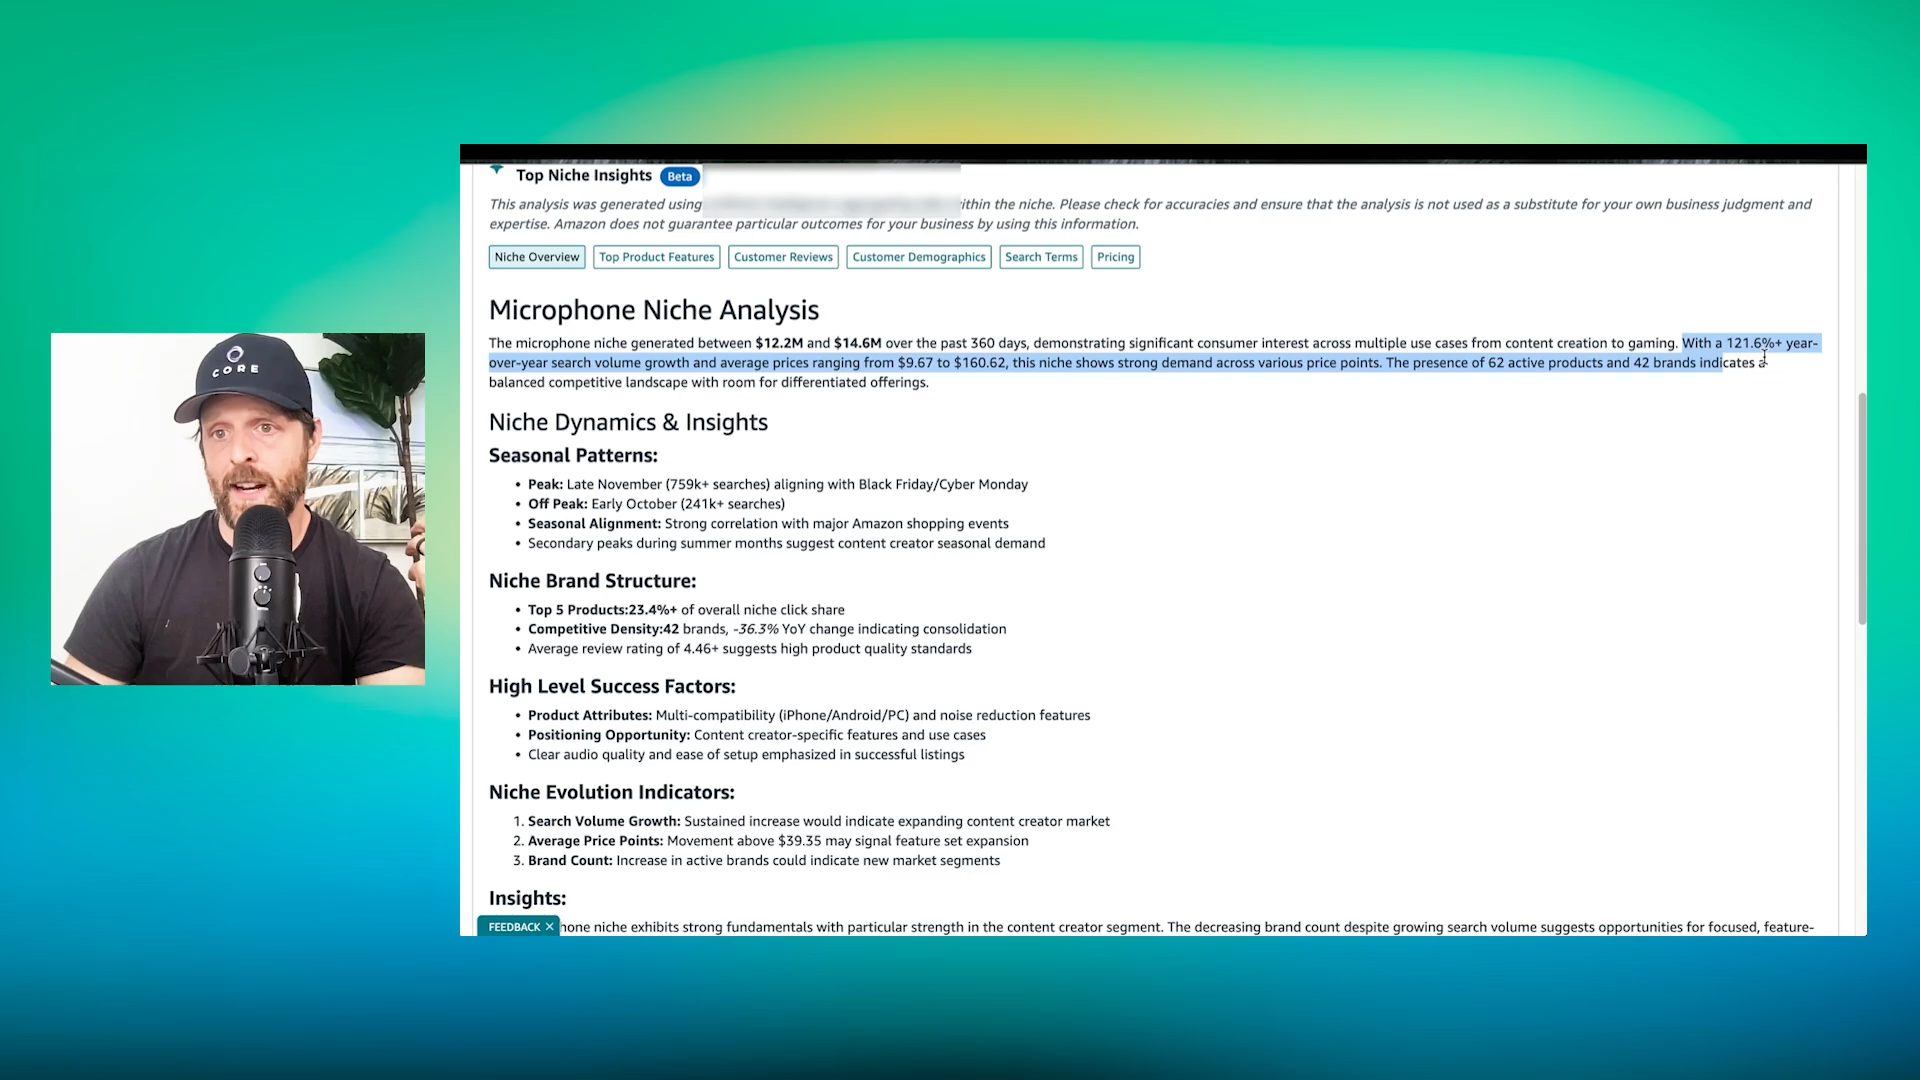 CORE
Top Niche Insights Beta
This analysis was generated using within the niche. Please check for accuracies and ensure that the analysis is not used as a substitute for your own business judgment and
expertise. Amazon does not guarantee particular outcomes for your business by using this information.
Niche Overview Top Product Features Customer Reviews Customer Demographics Search Terms Pricing
Microphone Niche Analysis
The microphone niche generated between $12.2M and $14.6M over the past 360 days, demonstrating significant consumer interest across multiple use cases from content creation to gaming. With a 121.6%+ year-
over-year search volume growth and average prices ranging from $9.67 to $160.62, this niche shows strong demand across various price points. The presence of 62 active products and 42 brands indicates a
balanced competitive landscape with room for differentiated offerings.
Niche Dynamics & Insights
Seasonal Patterns:
• Peak: Late November (759k+ searches) aligning with Black Friday/Cyber Monday
• Off Peak: Early October (241k+ searches)
• Seasonal Alignment: Strong correlation with major Amazon shopping events
• Secondary peaks during summer months suggest content creator seasonal demand
Niche Brand Structure:
• Top 5 Products:23.4%+ of overall niche click share
• Competitive Density:42 brands, -36.3% YoY change indicating consolidation
• Average review rating of 4.46+ suggests high product quality standards
High Level Success Factors:
• Product Attributes: Multi-compatibility (iPhone/Android/PC) and noise reduction features
• Positioning Opportunity: Content creator-specific features and use cases
• Clear audio quality and ease of setup emphasized in successful listings
Niche Evolution Indicators:
1. Search Volume Growth: Sustained increase would indicate expanding content creator market
2. Average Price Points: Movement above $39.35 may signal feature set expansion
3. Brand Count: Increase in active brands could indicate new market segments
Insights:
FEEDBACK × hone niche exhibits strong fundamentals with particular strength in the content creator segment. The decreasing brand count despite growing search volume suggests opportunities for focused, feature-